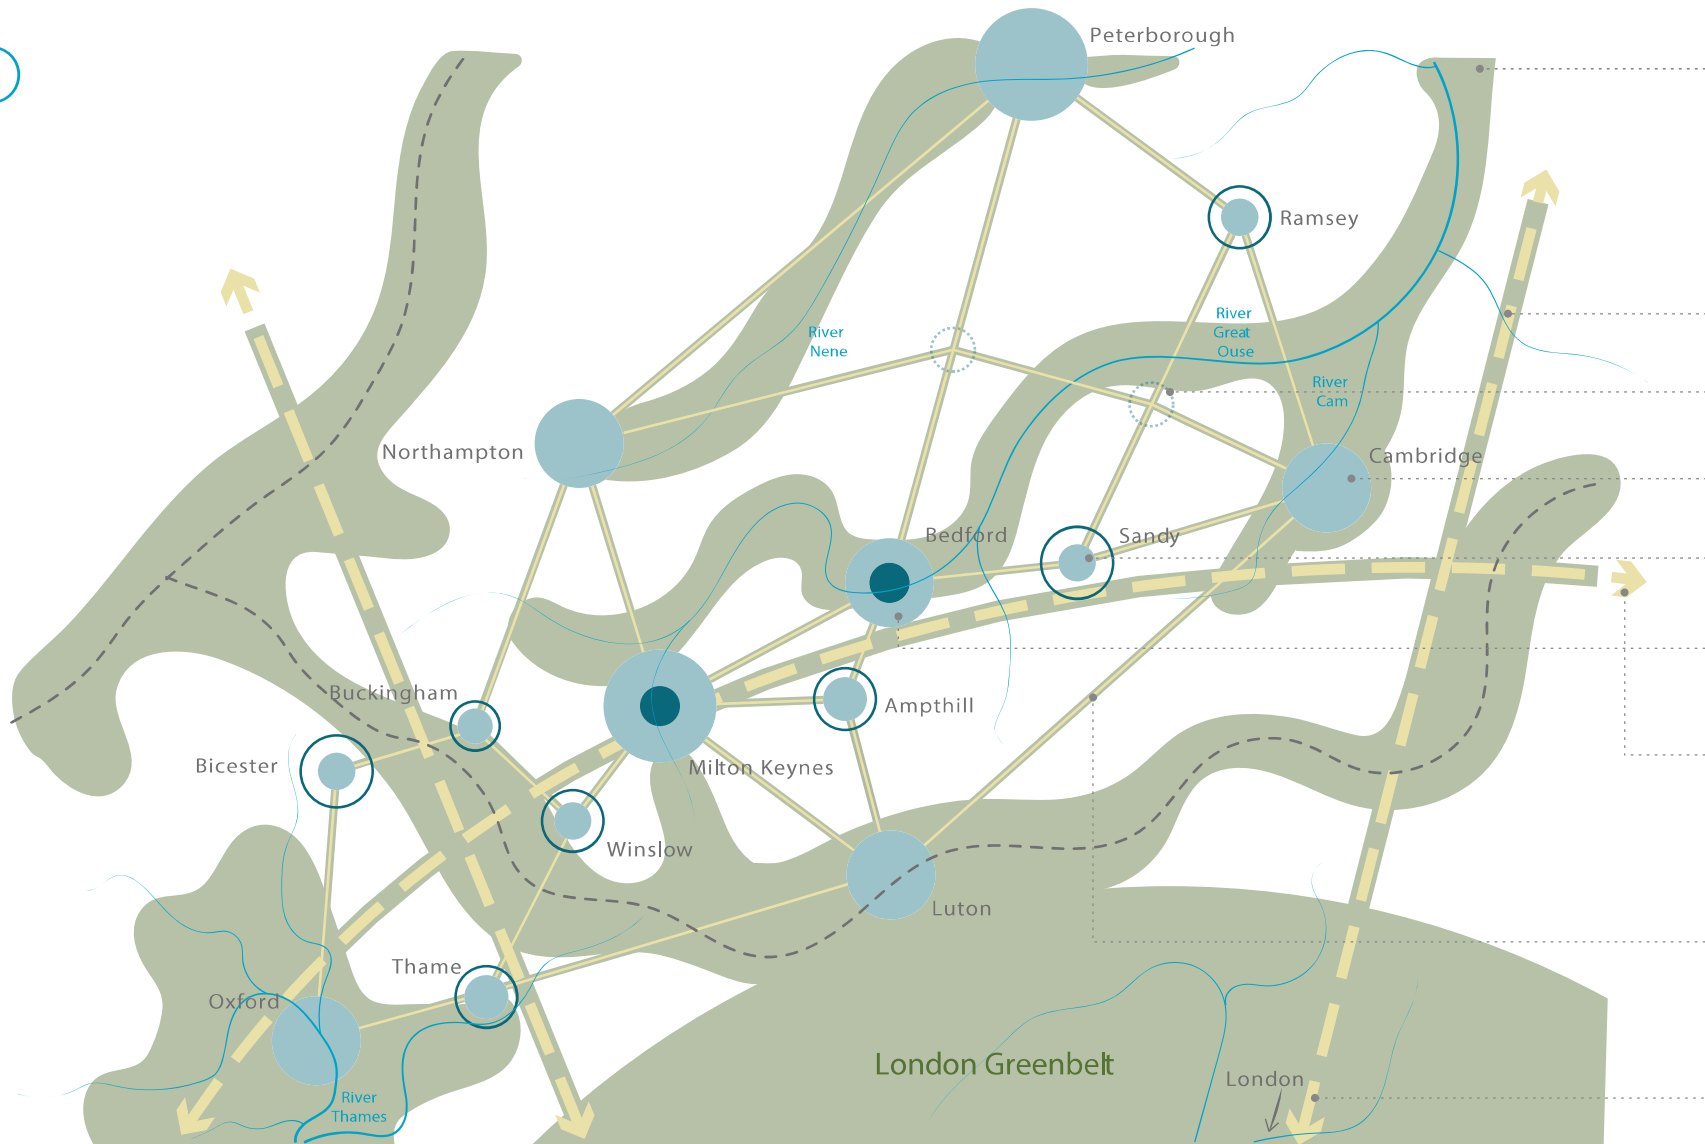 Peterborough
Ramsey
River
Great
Ouse
River
Nene
River
Cam
Northampton
Cambridge
Bedford
Sandy
Buckingham
Ampthill
Bicester
Milton Keynes
Winslow
Luton
Thame
Oxford
London Greenbelt
London
River
Thames